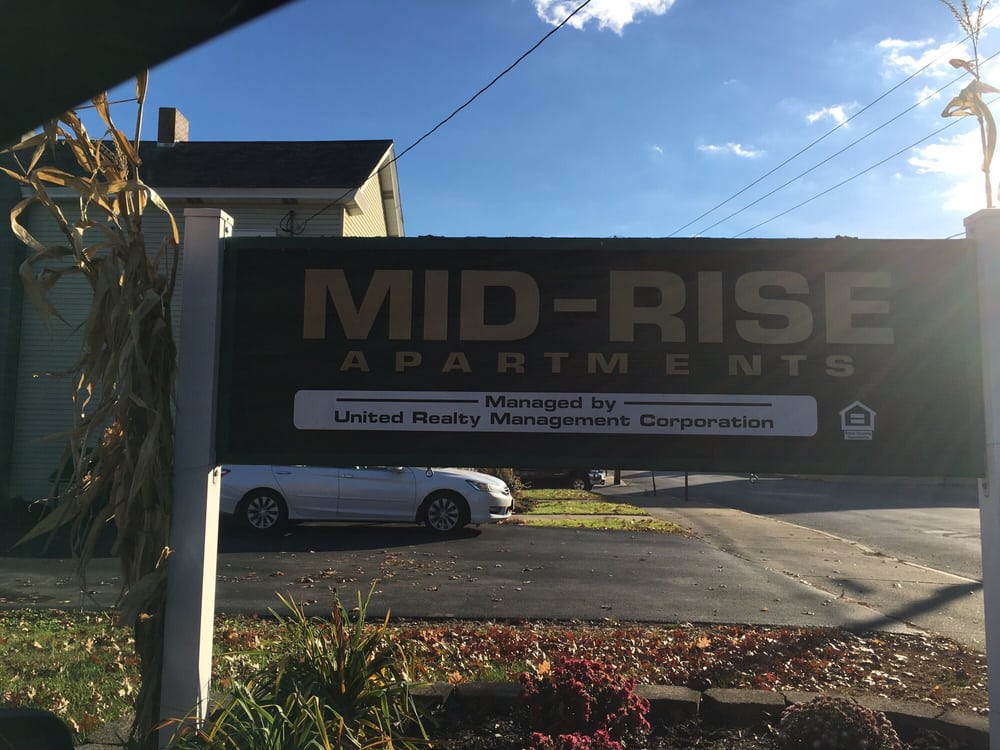 MID-RISE
APARTMENTS
Managed by
United Realty Management Corporation